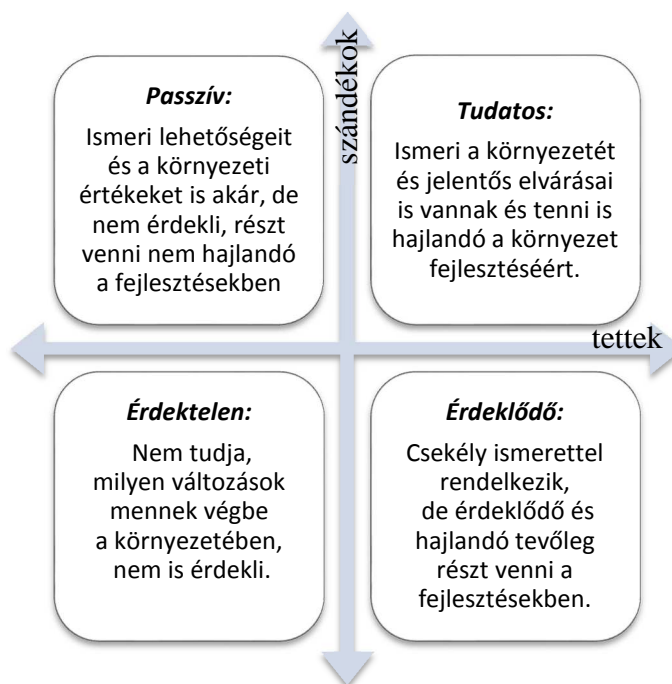 szándékok
Passzív:
Ismeri lehetőségeit
és a környezeti
értékeket is akár, de
nem érdekli, részt
venni nem hajlandó
a fejlesztésekben
Tudatos:
Ismeri a környezetét
és jelentős elvárásai
is vannak és tenni is
hajlandó a környezet
fejlesztéséért.
tettek
Érdektelen:
Nem tudja,
milyen változások
mennek végbe
a környezetében,
nem is érdekli.
Érdeklődő:
Csekély ismerettel
rendelkezik,
de érdeklődő és
hajlandó tevőleg
részt venni a
fejlesztésekben.